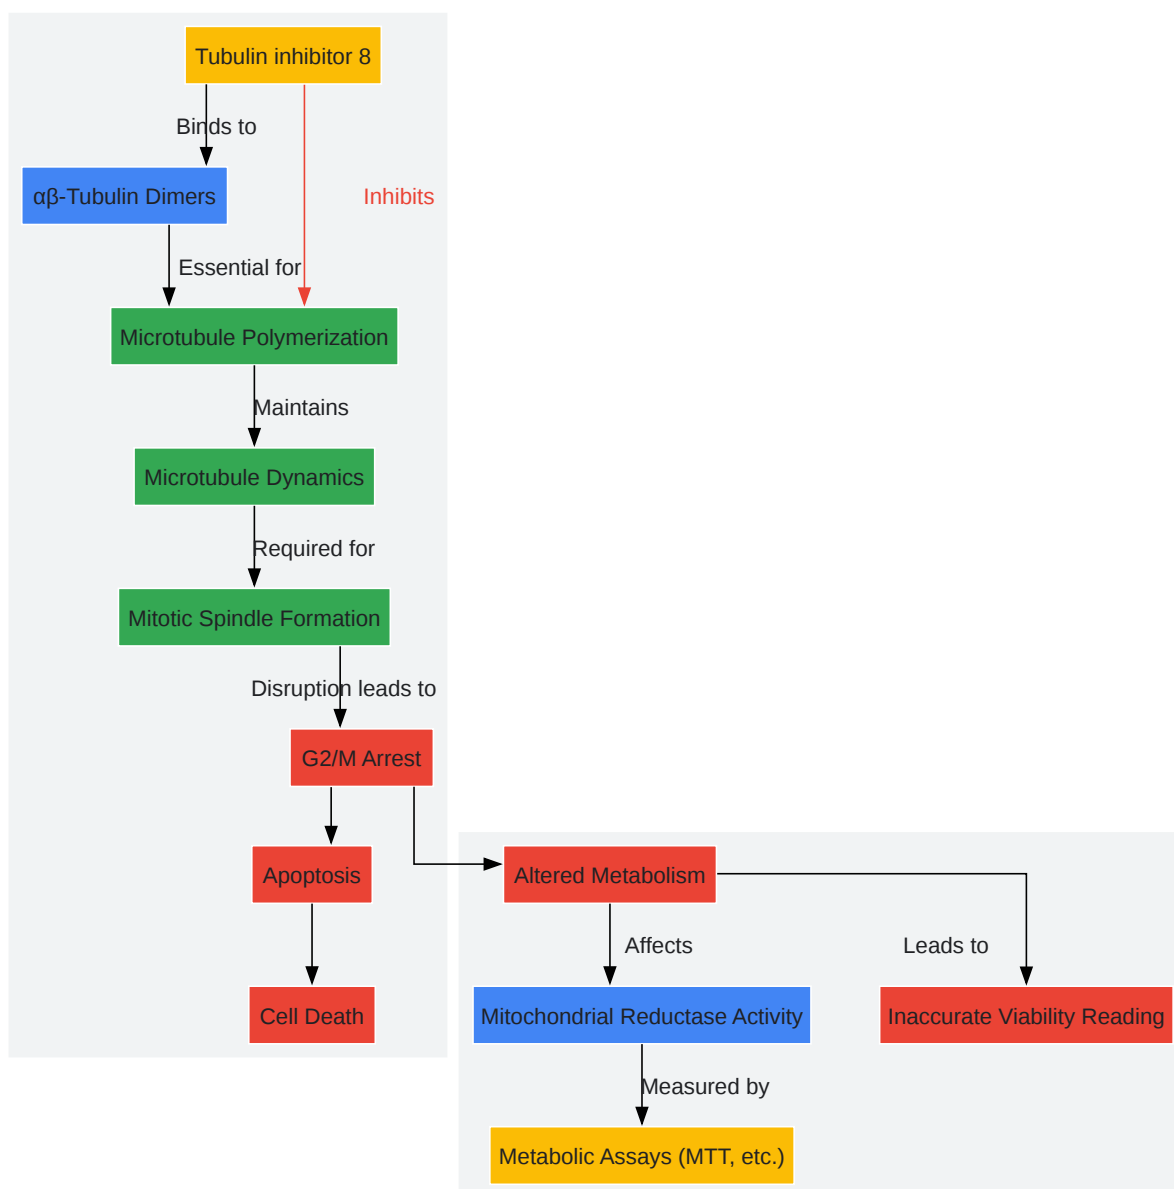 Tubulin inhibitor 8
Binds to
αβ-Tubulin Dimers
Inhibits
Essential for
Microtubule Polymerization
Maintains
Microtubule Dynamics
Required for
Mitotic Spindle Formation
Disruption leads to
G2/M Arrest
Apoptosis
Altered Metabolism
Affects
Leads to
Cell Death
Mitochondrial Reductase Activity
Inaccurate Viability Reading
Measured by
Metabolic Assays (MTT, etc.)